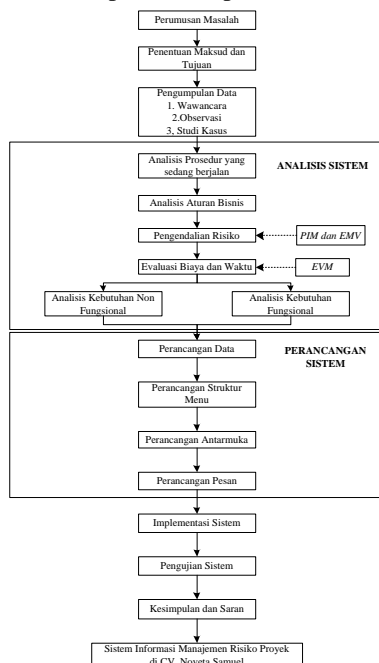 Perumusan Masalah
Penentuan Maksud dan
Tujuan
Pengumpulan Data
1. Wawancara
2.Observasi
3, Studi Kasus
ANALISIS SISTEM
Analisis Prosedur yang
sedang berjalan
Analisis Aturan Bisnis
Pengendalian Risiko
PIM dan EMV
Evaluasi Biaya dan Waktu
EVM
Analisis Kebutuhan Non
Fungsional
Analisis Kebutuhan
Fungsional
PERANCANGAN
SISTEM
Perancangan Data
Perancangan Struktur
Menu
Perancangan Antarmuka
Perancangan Pesan
Implementasi Sistem
Pengujian Sistem
Kesimpulan dan Saran
Sistem Informasi Manajemen Risiko Proyek
di CV. Noveta Samuel